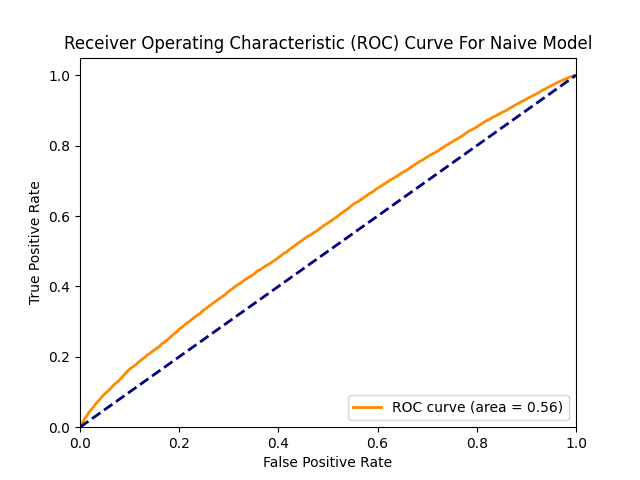 Receiver Operating Characteristic (ROC) Curve For Naive Model
1.0
0.8
0.6
0.4
0.2
0.0
True Positive Rate
ROC curve (area = 0.56)
0.0 0.2 0.4 0.6 0.8 1.0
False Positive Rate